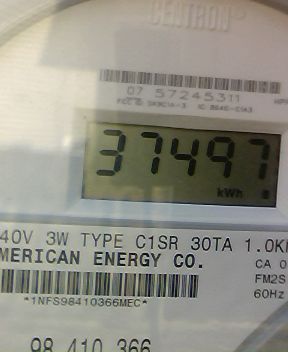 CENTRON
07 57245311
37497
kWh
40V 3W TYPE C1SR 30TA 1.0K
MERICAN ENERGY CO.
CA 0
FM2S
60Hz
*1NFS98410366MEC*
98 410 366